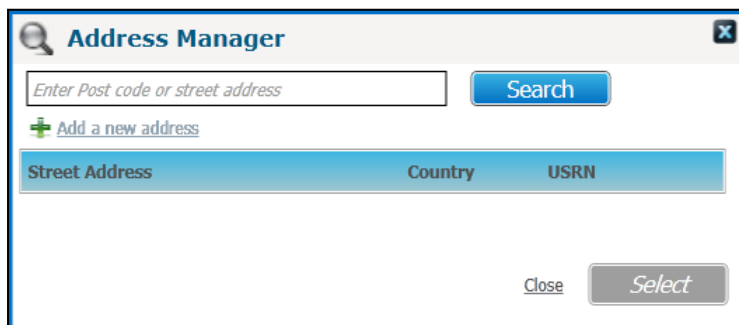 Address Manager
Enter Post code or street address
Search
Add a new address
Street Address Country USRN
Close Select